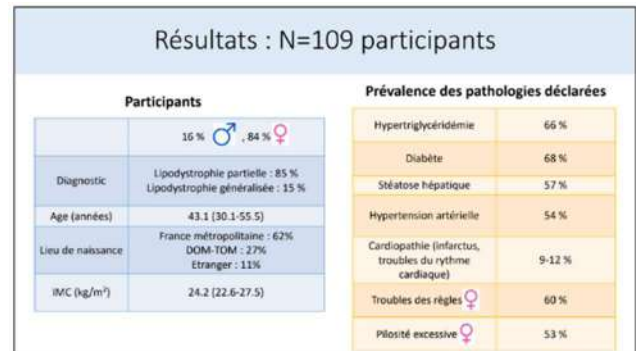 Résultats : N=109 participants
Participants
16 % ♂ , 84 % ♀
Diagnostic
Lipodystrophie partielle : 85 %
Lipodystrophie généralisée : 15 %
Age (années)
43.1 (30.1-55.5)
Lieu de naissance
France métropolitaine : 62%
DOM-TOM : 27%
Etranger : 11%
IMC (kg/m²)
24.2 (22.6-27.5)
Prévalence des pathologies déclarées
Hypertriglycéridémie
66 %
Diabète
68 %
Stéatose hépatique
57 %
Hypertension artérielle
54 %
Cardiopathie (infarctus,
troubles du rythme
cardiaque)
9-12 %
Troubles des règles ♀
60 %
Pilosité excessive ♀
53 %